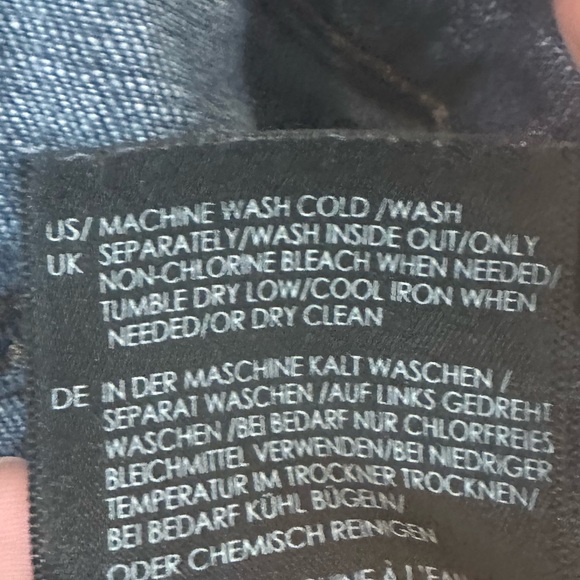 US/ MACHINE WASH COLD /WASH
UK SEPARATELY/WASH INSIDE OUT/ONLY
NON-CHLORINE BLEACH WHEN NEEDED/
TUMBLE DRY LOW/COOL IRON WHEN
NEEDED/OR DRY CLEAN
DE IN DER MASCHINE KALT WASCHEN /
SEPARAT WASCHEN /AUF LINKS GEDREHT
WASCHEN /BEI BEDARF NUR CHLORFREIES
BLEICHMITTEL VERWENDEN/BEI NIEDRIGER
TEMPERATUR IM TROCKNER TROCKNEN/
BEI BEDARF KÜHL BÜGELN/
ODER CHEMISCH REINIGEN
À L'EAU